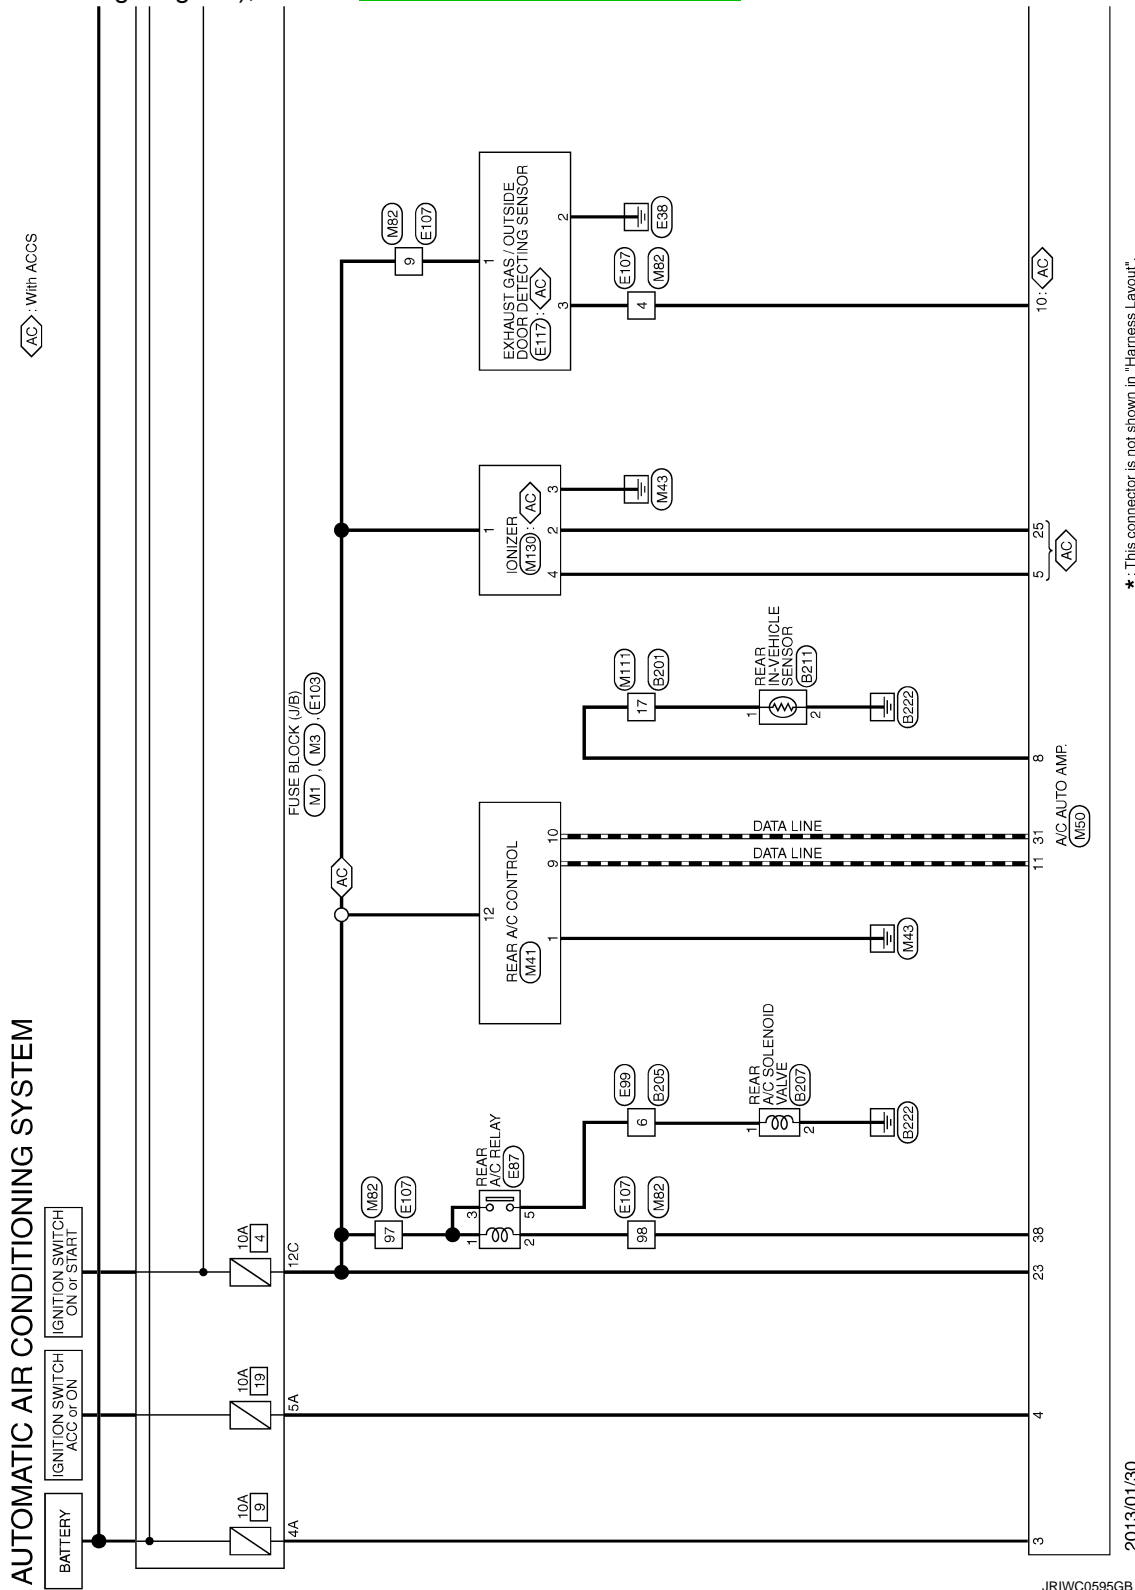 AUTOMATIC AIR CONDITIONING SYSTEM
AC : With ACCS
BATTERY
IGNITION SWITCH
ACC or ON
IGNITION SWITCH
ON or START
10A
9
10A
19
10A
4
4A
5A
12C
FUSE BLOCK (J/B)
M1 , M3 , E103
AC
M82
E107
97
M82
E107
9
REAR
A/C RELAY
E87
1
3
2
5
REAR A/C CONTROL
M41
12
1
9
10
IONIZER
M130 : AC
1
4
2
3
EXHAUST GAS / OUTSIDE
DOOR DETECTING SENSOR
E117 : AC
1
3
2
E107
M82
98
E99
B205
6
M111
B201
17
M43
E107
M82
4
E38
REAR
A/C SOLENOID
VALVE
B207
1
2
DATA LINE
DATA LINE
REAR
IN-VEHICLE
SENSOR
B211
1
2
B222
M43
B222
3
4
23
38
11
31
8
5
25
AC
10 : AC
A/C AUTO AMP.
M50
2013/01/30
★ : This connector is not shown in "Harness Layout".
JRIWC0595GB